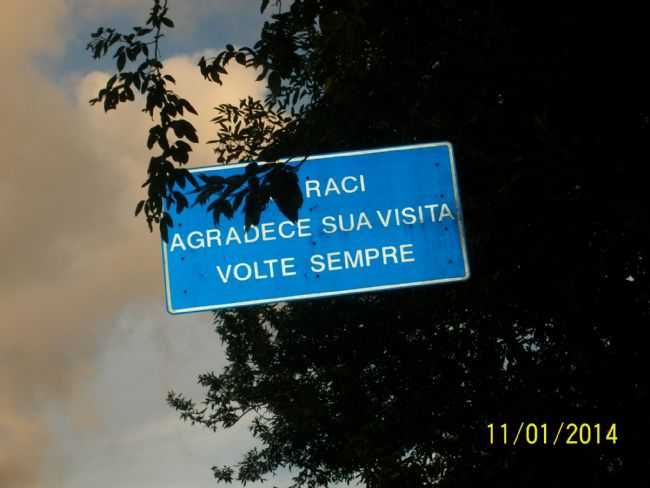 RACI
AGRADECE SUA VISITA
VOLTE SEMPRE
11/01/2014